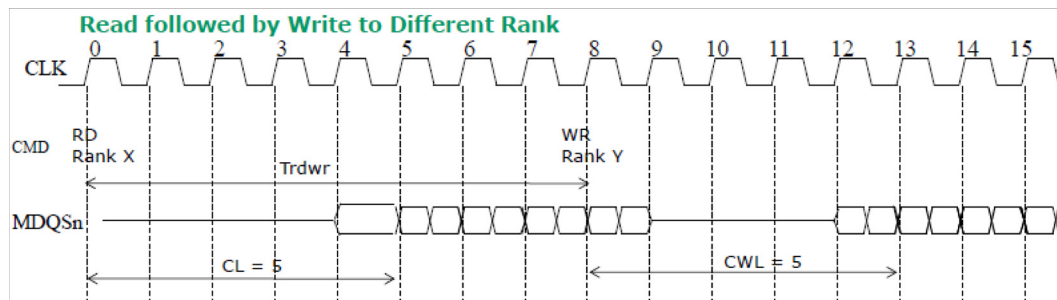 Read followed by Write to Different Rank
0 1 2 3 4 5 6 7 8 9 10 11 12 13 14 15
CLK
CMD
RD
Rank X
WR
Rank Y
Trdwr
MDQSn
CL = 5
CWL = 5